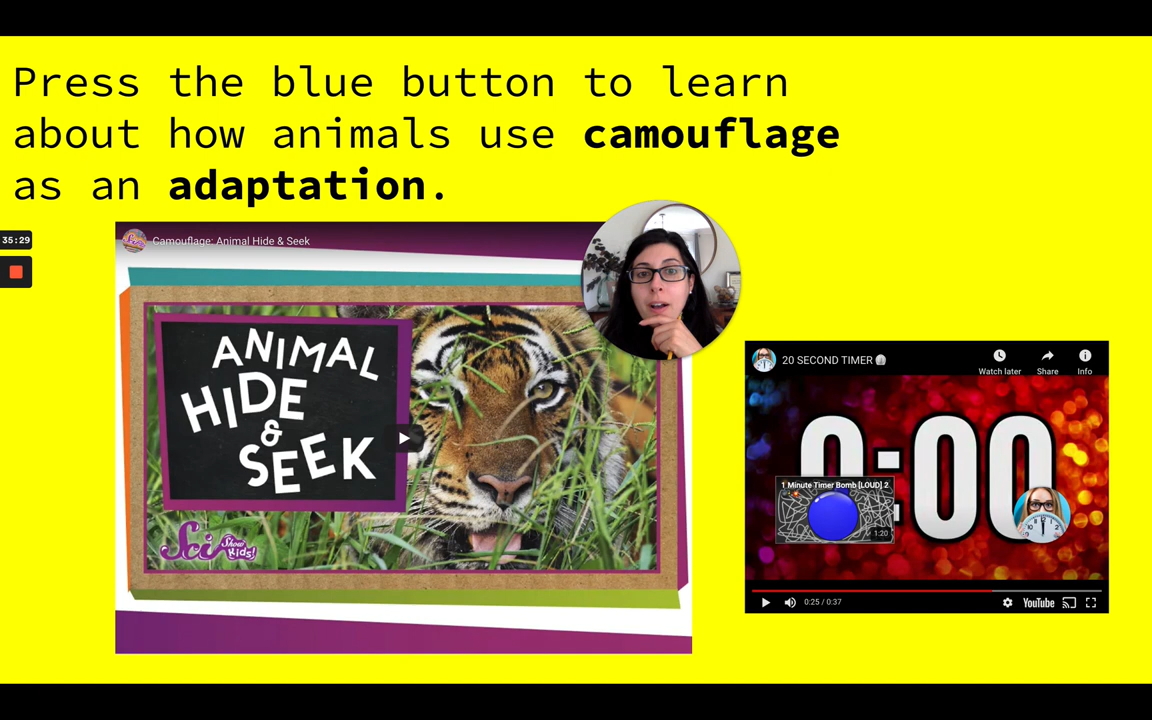 Press the blue button to learn
about how animals use camouflage
as an adaptation.
35:29
Camouflage: Animal Hide & Seek
ANIMAL
HIDE
&
SEEK
Sci Show
Kids!
20 SECOND TIMER
Watch later
Share
Info
0:00
1 Minute Timer Bomb [LOUD] 2
1:20
0:25 / 0:37
YouTube